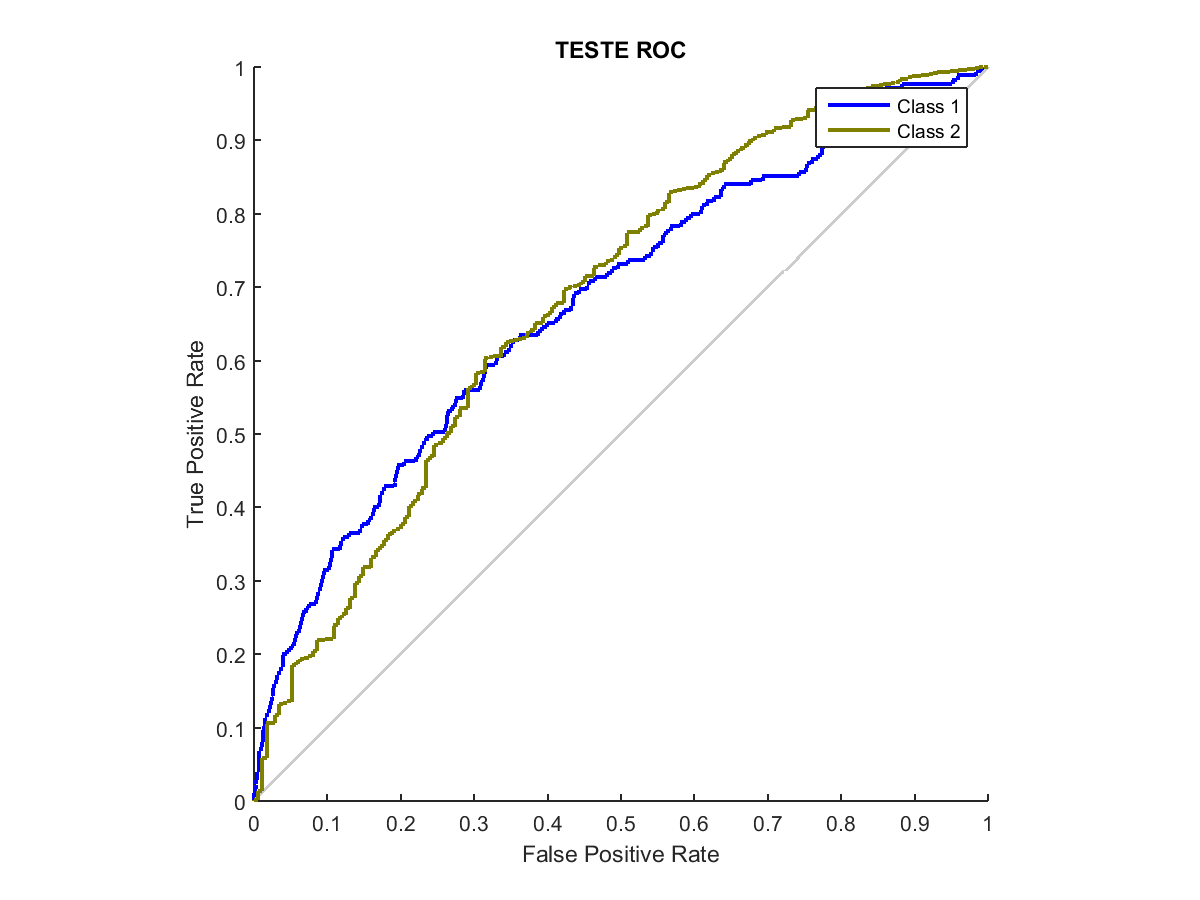 TESTE ROC
1
0.9
0.8
0.7
0.6
0.5
0.4
0.3
0.2
0.1
0
True Positive Rate
Class 1
Class 2
0 0.1 0.2 0.3 0.4 0.5 0.6 0.7 0.8 0.9 1
False Positive Rate